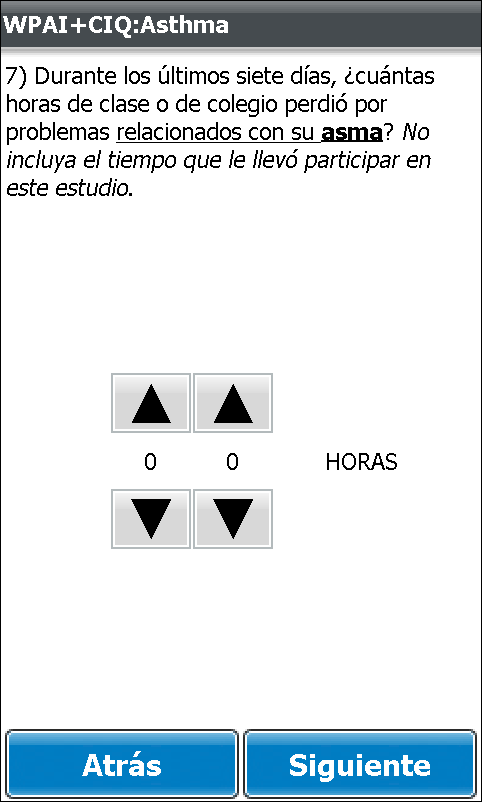 WPAI+CIQ:Asthma
7) Durante los últimos siete días, ¿cuántas
horas de clase o de colegio perdió por
problemas relacionados con su asma? No
incluya el tiempo que le llevó participar en
este estudio.
0 0 HORAS
Atrás Siguiente